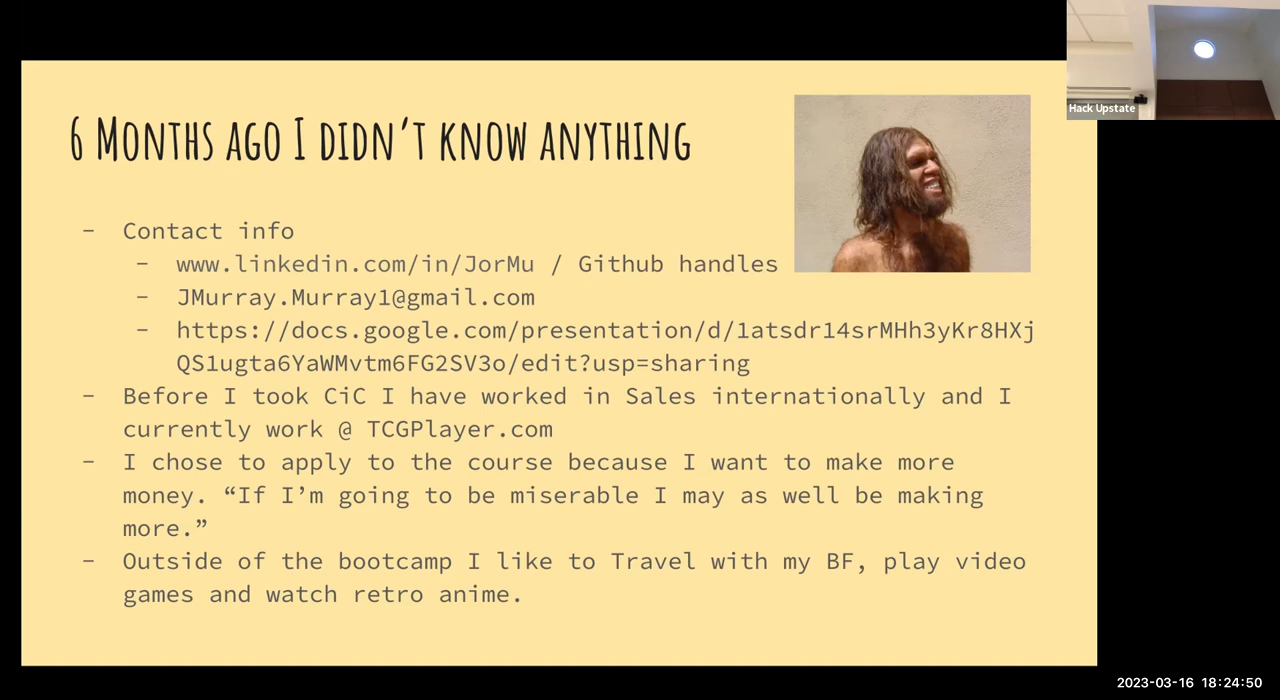 6 Months ago I didn’t know anything
- Contact info
- www.linkedin.com/in/JorMu / Github handles
- JMurray.Murray1@gmail.com
- https://docs.google.com/presentation/d/1atsdr14srMHh3yKr8HXj
QS1ugta6YaWMvtm6FG2SV3o/edit?usp=sharing
- Before I took CiC I have worked in Sales internationally and I
currently work @ TCGPlayer.com
- I chose to apply to the course because I want to make more
money. “If I’m going to be miserable I may as well be making
more.”
- Outside of the bootcamp I like to Travel with my BF, play video
games and watch retro anime.
Hack Upstate
2023-03-16 18:24:50